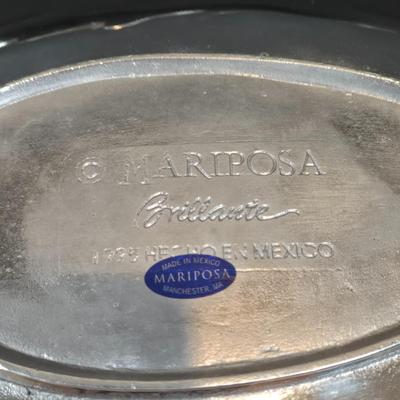 © MARIPOSA
Brillante
1995 HECHO EN MEXICO
MADE IN MEXICO
MARIPOSA
MANCHESTER, MA